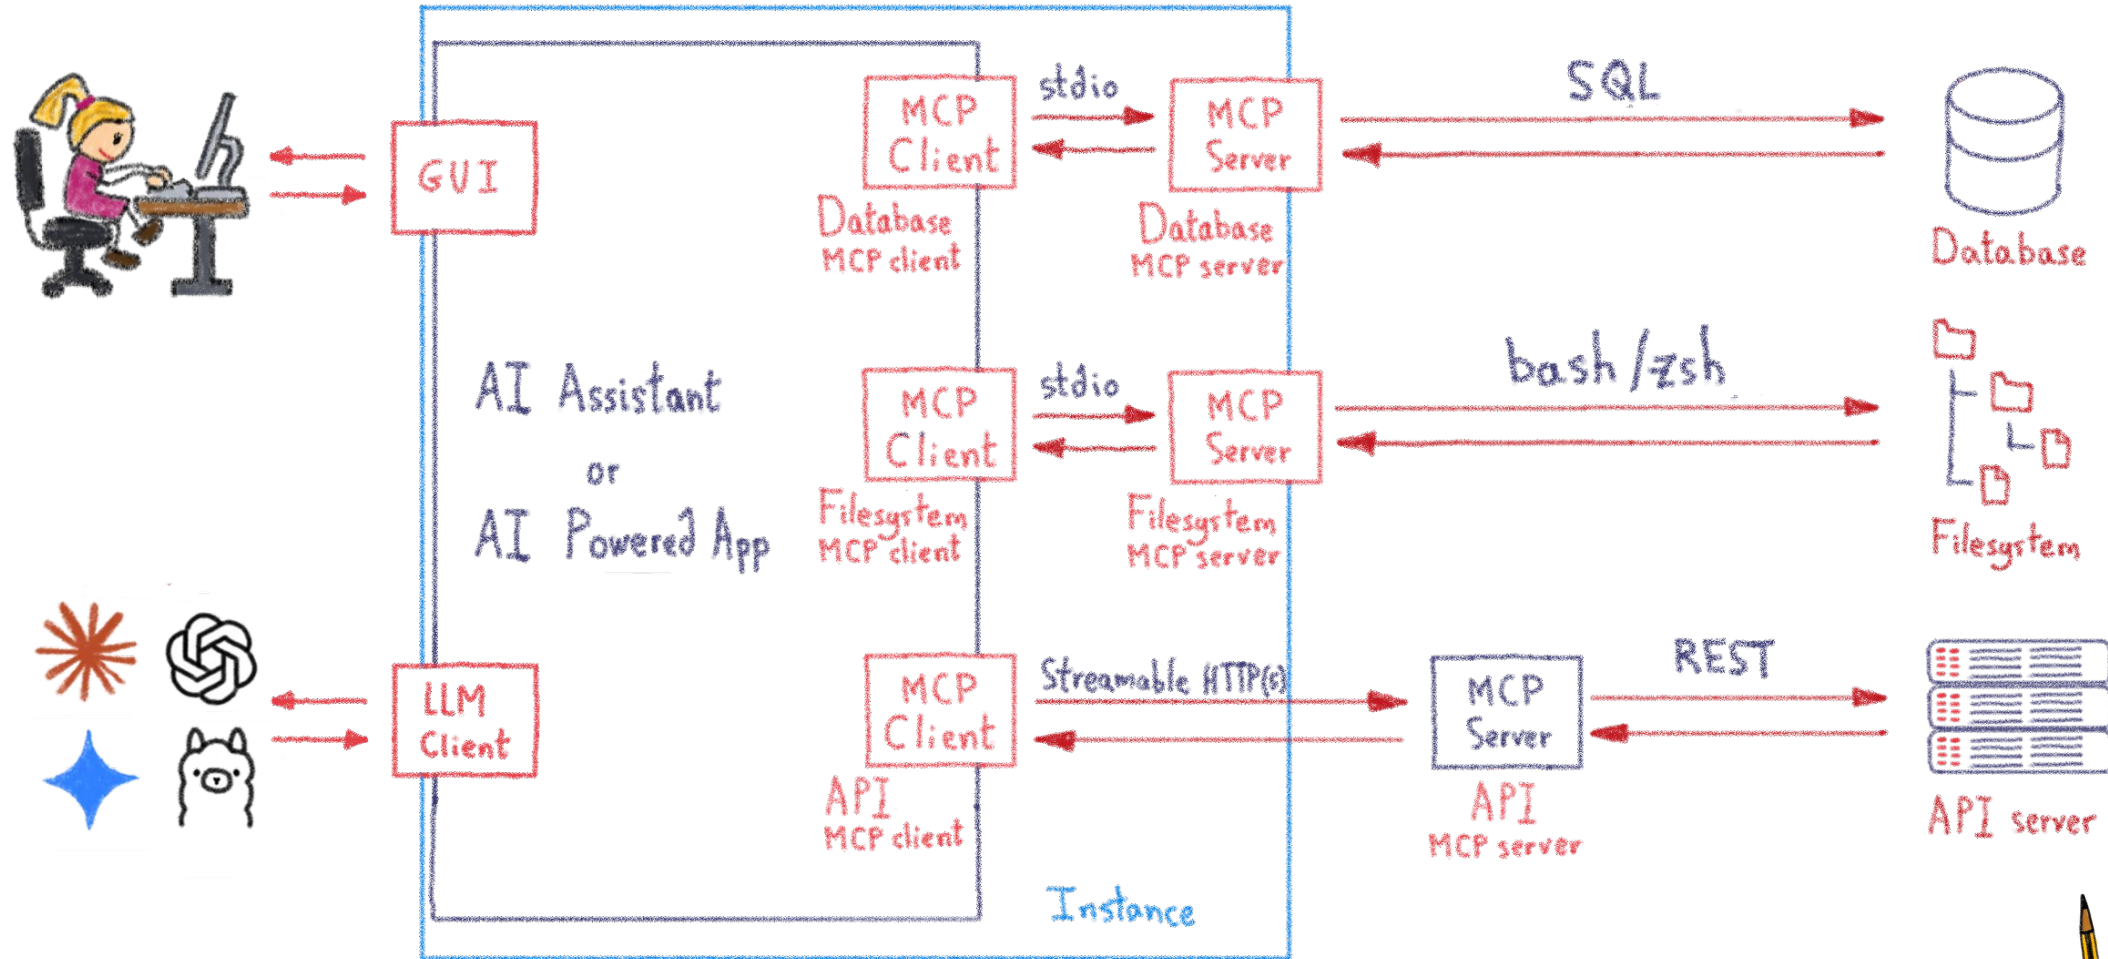 GUI
AI Assistant
or
AI Powered App
LLM
Client
MCP
Client
Database
MCP client
stdio
MCP
Server
Database
MCP server
SQL
Database
MCP
Client
Filesystem
MCP client
stdio
MCP
Server
Filesystem
MCP server
bash/zsh
Filesystem
MCP
Client
API
MCP client
Streamable HTTP(s)
MCP
Server
API
MCP server
REST
API server
Instance